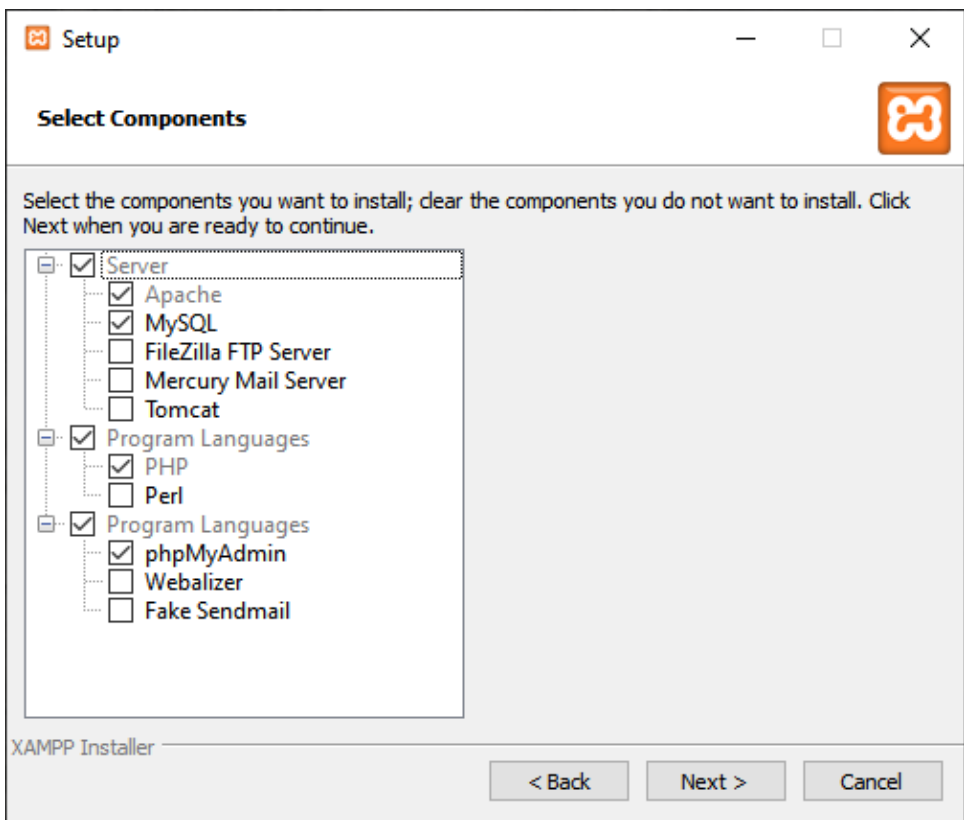 Setup
Select Components
Select the components you want to install; clear the components you do not want to install. Click
Next when you are ready to continue.
Server
Apache
MySQL
FileZilla FTP Server
Mercury Mail Server
Tomcat
Program Languages
PHP
Perl
Program Languages
phpMyAdmin
Webalizer
Fake Sendmail
XAMPP Installer
< Back
Next >
Cancel